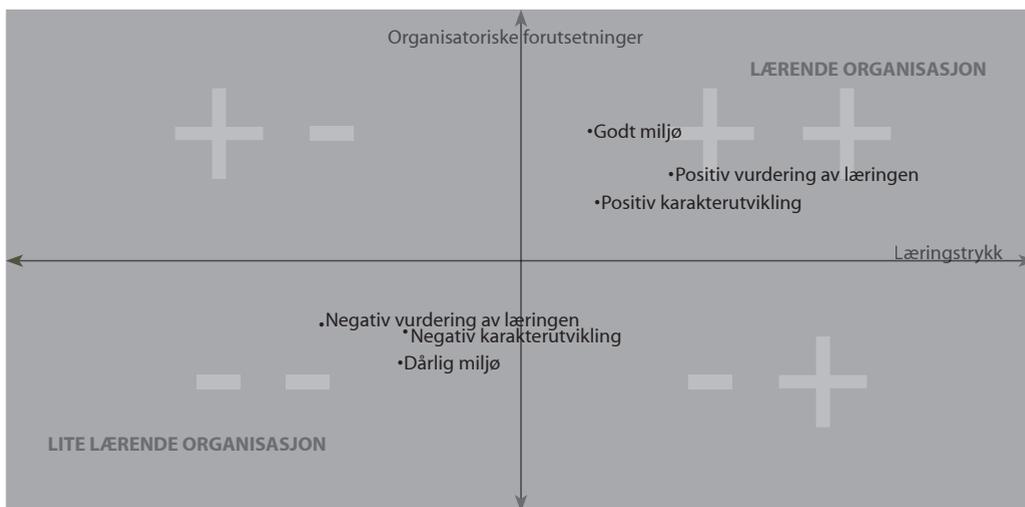 Organisatoriske forutsetninger
LÆRENDE ORGANISASJON
•Godt miljø
•Positiv vurdering av læringen
•Positiv karakterutvikling
Læringstrykk
•Negativ vurdering av læringen
•Negativ karakterutvikling
•Dårlig miljø
LITE LÆRENDE ORGANISASJON